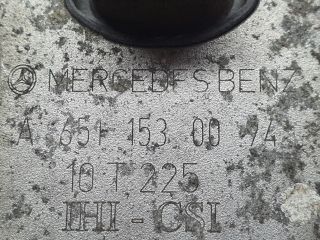 MERCEDES BENZ
A 651 153 00 94
10 T 225
IHI - CSI